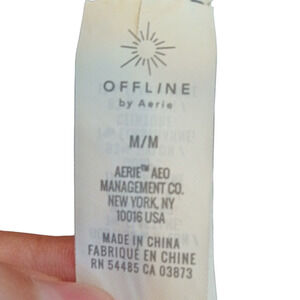 OFFLINE
by Aerie
M/M
AERIE™ AEO
MANAGEMENT CO.
NEW YORK, NY
10016 USA
MADE IN CHINA
FABRIQUÉ EN CHINE
RN 54485 CA 03873